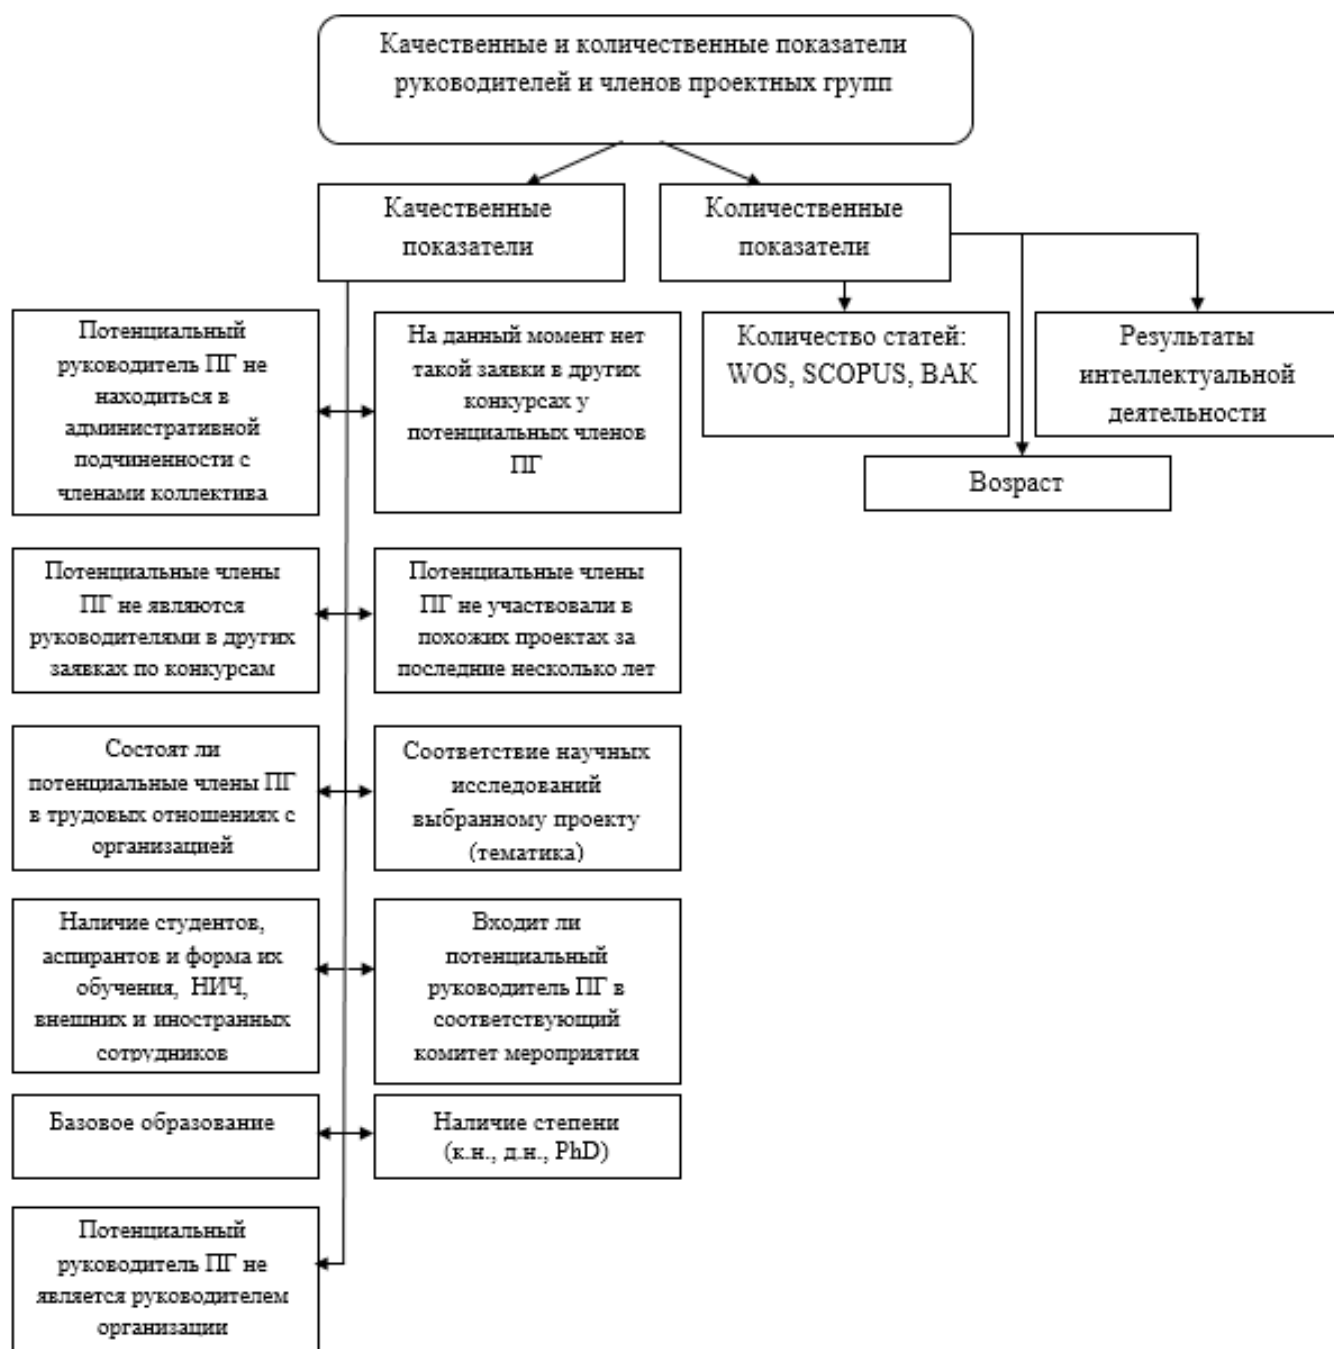 Качественные и количественные показатели
руководителей и членов проектных групп
Качественные
показатели
Количественные
показатели
Потенциальный
руководитель ПГ не
находиться в
административной
подчиненности с
членами коллектива
На данный момент нет
такой заявки в других
конкурсах у
потенциальных членов
ПГ
Количество статей:
WOS, SCOPUS, ВАК
Результаты
интеллектуальной
деятельности
Возраст
Потенциальные члены
ПГ не являются
руководителями в других
заявках по конкурсам
Потенциальные члены
ПГ не участвовали в
похожих проектах за
последние несколько лет
Состоят ли
потенциальные члены ПГ
в трудовых отношениях с
организацией
Соответствие научных
исследований
выбранному проекту
(тематика)
Наличие студентов,
аспирантов и форма их
обучения, НИЧ,
внешних и иностранных
сотрудников
Входит ли
потенциальный
руководитель ПГ в
соответствующий
комитет мероприятия
Базовое образование
Наличие степени
(к.н., д.н., PhD)
Потенциальный
руководитель ПГ не
является руководителем
организации